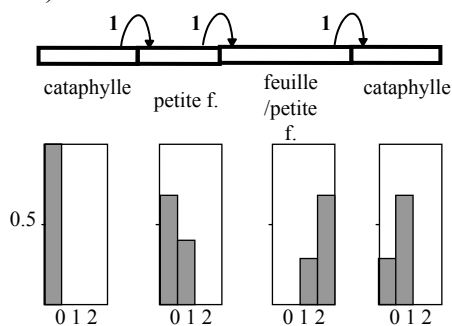 1 1 1
cataphylle petite f. feuille /petite f. cataphylle
0.5
0 1 2 0 1 2 0 1 2 0 1 2